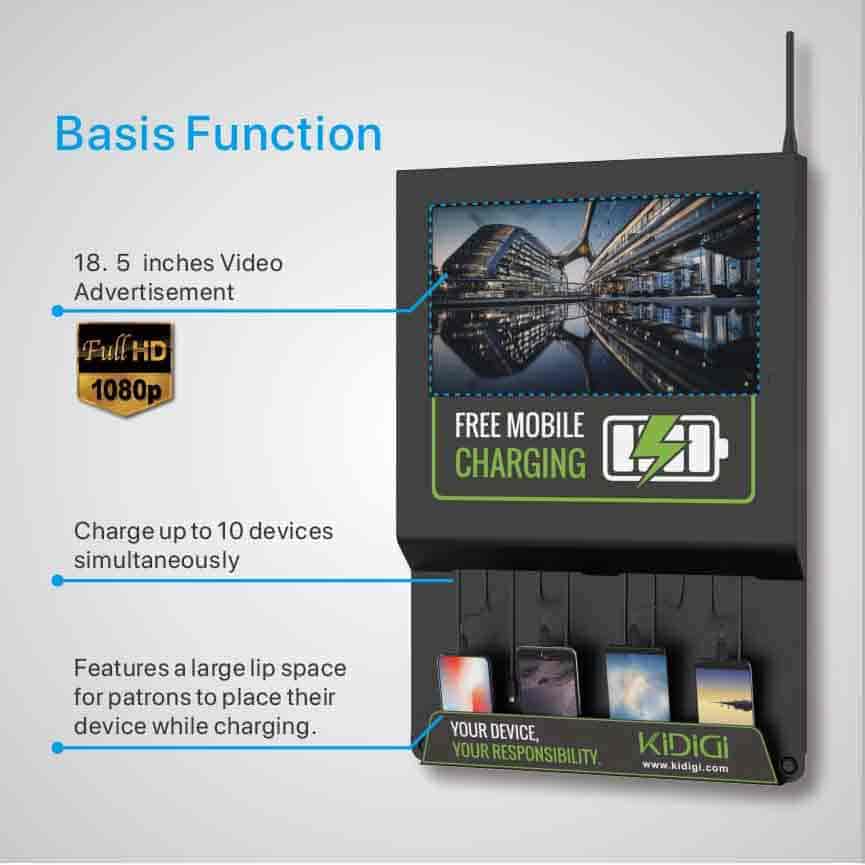 Basis Function
18. 5 inches Video
Advertisement
Full HD
1080p
FREE MOBILE
CHARGING
Charge up to 10 devices
simultaneously
Features a large lip space
for patrons to place their
device while charging.
YOUR DEVICE,
YOUR RESPONSIBILITY.
KiDiGi
www.kidigi.com